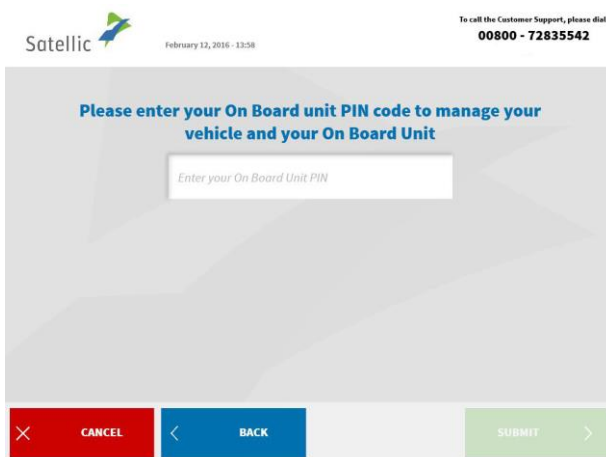 Satellic
February 12, 2016 - 13:58
To call the Customer Support, please dial
00800 - 72835542
Please enter your On Board unit PIN code to manage your
vehicle and your On Board Unit
Enter your On Board Unit PIN
CANCEL
BACK
SUBMIT